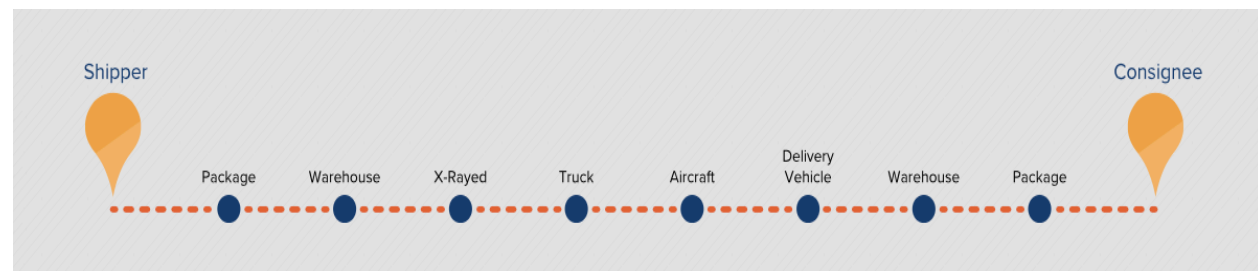 Shipper
Consignee
Package
Warehouse
X-Rayed
Truck
Aircraft
Delivery
Vehicle
Warehouse
Package